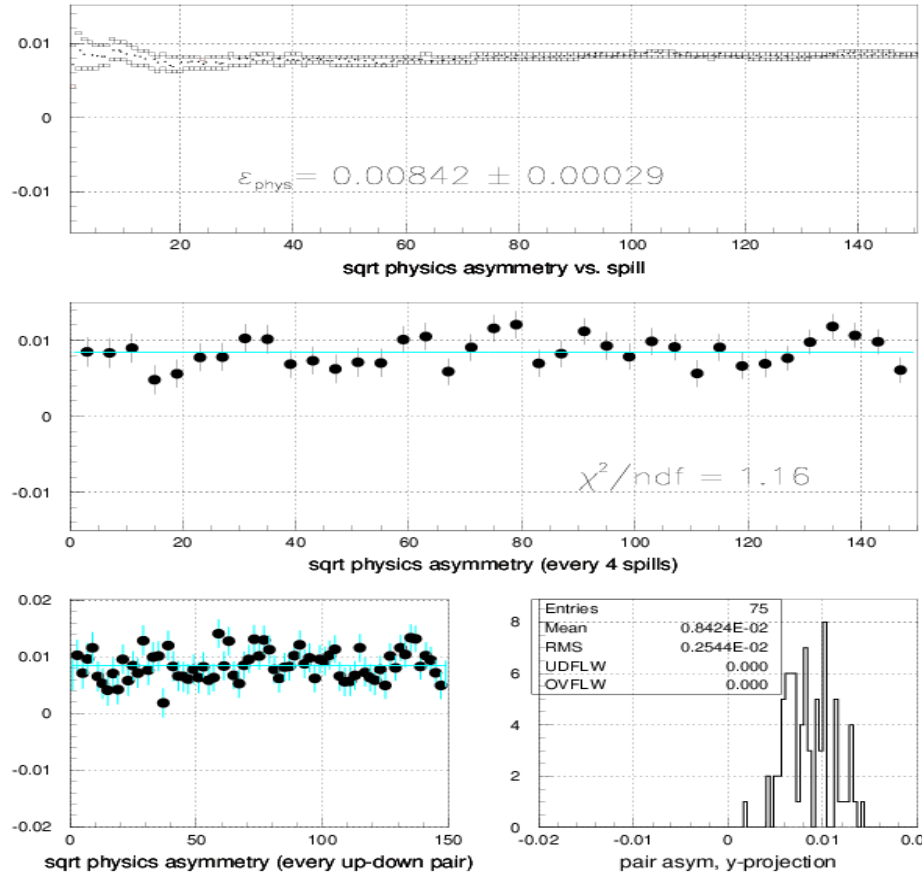 0.01
0
-0.01
εphys= 0.00842 ± 0.00029
20 40 60 80 100 120 140
sqrt physics asymmetry vs. spill
0.01
0
-0.01
χ²/ndf = 1.16
0 20 40 60 80 100 120 140
sqrt physics asymmetry (every 4 spills)
0.02
0.01
0
-0.01
-0.02
0 50 100 150
sqrt physics asymmetry (every up-down pair)
8
6
4
2
0
Entries 75
Mean 0.8424E-02
RMS 0.2544E-02
UDFLW 0.000
OVFLW 0.000
-0.02 -0.01 0 0.01 0.0
pair asym, y-projection